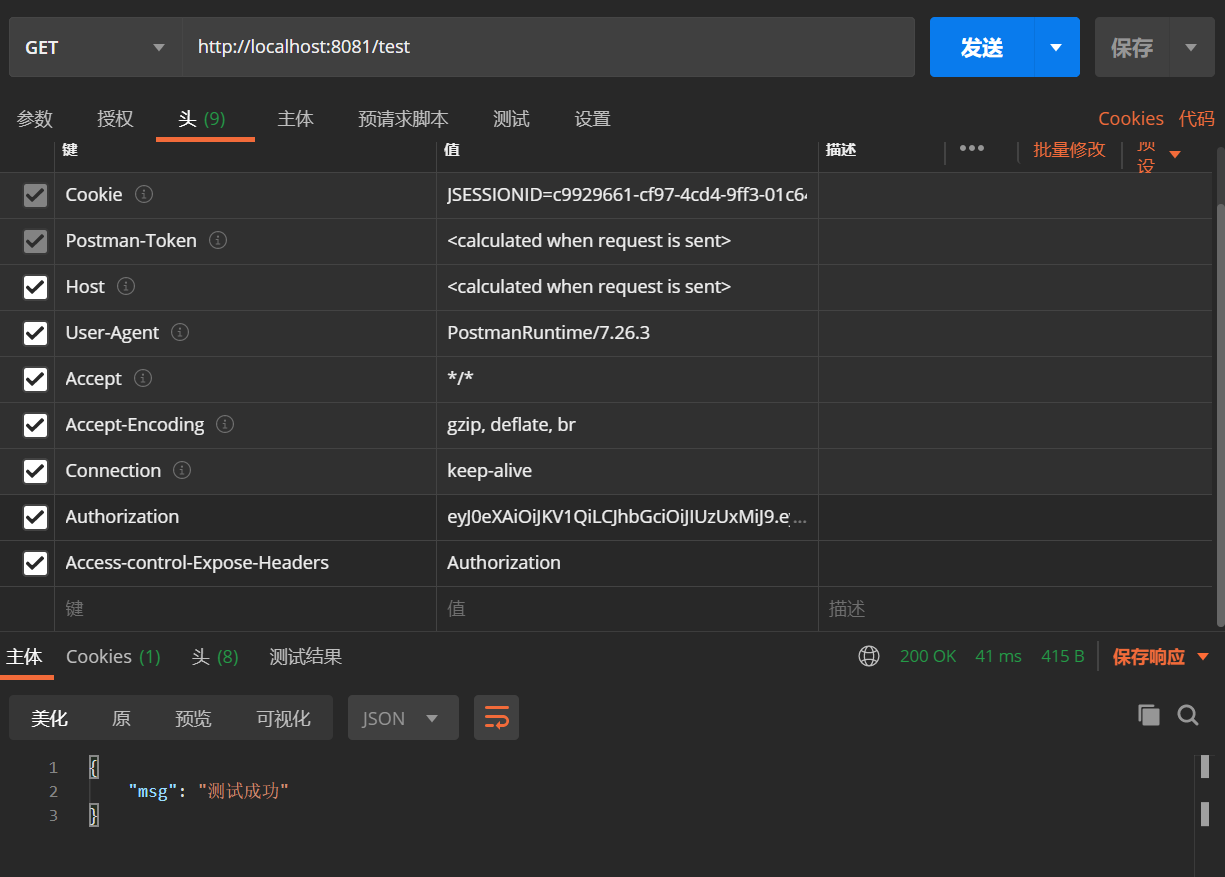 GET http://localhost:8081/test 发送 保存
参数 授权 头 (9) 主体 预请求脚本 测试 设置 Cookies 代码
键 值 描述 ••• 批量修改 预设
Cookie JSESSIONID=c9929661-cf97-4cd4-9ff3-01c64
Postman-Token <calculated when request is sent>
Host <calculated when request is sent>
User-Agent PostmanRuntime/7.26.3
Accept */*
Accept-Encoding gzip, deflate, br
Connection keep-alive
Authorization eyJ0eXAiOiJKV1QiLCJhbGciOiJIUzUxMiJ9.ey...
Access-control-Expose-Headers Authorization
键 值 描述
主体 Cookies (1) 头 (8) 测试结果 200 OK 41 ms 415 B 保存响应
美化 原 预览 可视化 JSON
1 {
2 "msg": "测试成功"
3 }